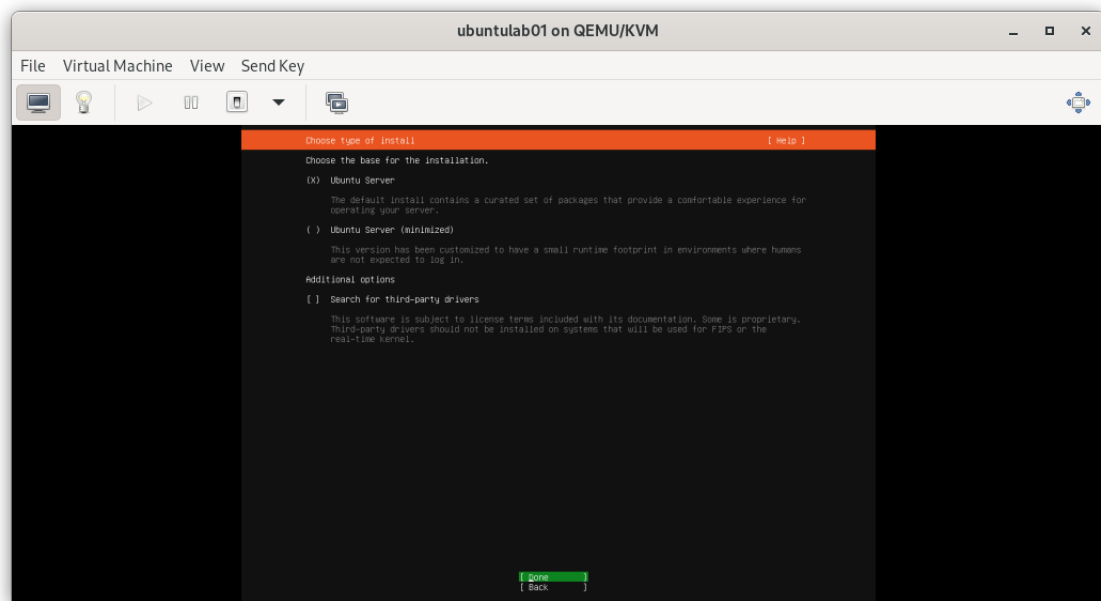 ubuntulab01 on QEMU/KVM
File Virtual Machine View Send Key
Choose type of install [ Help ]
Choose the base for the installation.
(X) Ubuntu Server
The default install contains a curated set of packages that provide a comfortable experience for
operating your server.
( ) Ubuntu Server (minimized)
This version has been customized to have a small runtime footprint in environments where humans
are not expected to log in.
Additional options
[ ] Search for third-party drivers
This software is subject to license terms included with its documentation. Some is proprietary.
Third-party drivers should not be installed on systems that will be used for FIPS or the
real-time kernel.
[ Done ]
[ Back ]